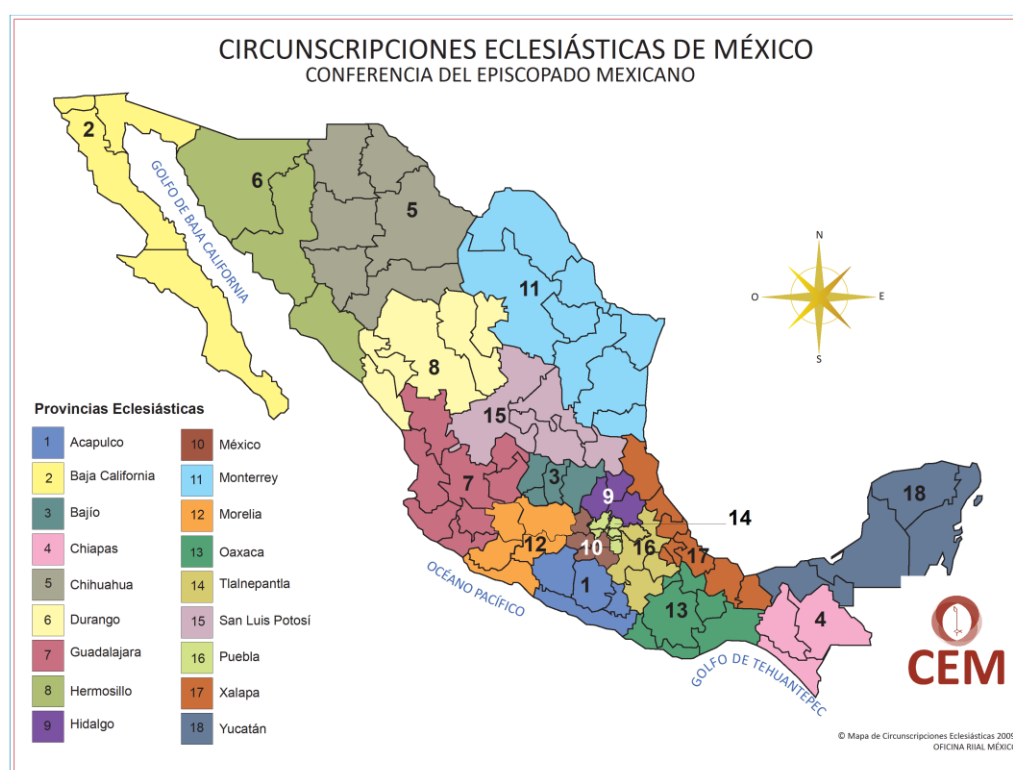 CIRCUNSCRIPCIONES ECLESIÁSTICAS DE MÉXICO
CONFERENCIA DEL EPISCOPADO MEXICANO
2
6
5
11
8
15
3
7
9
14
12
10
16
17
1
13
4
18
GOLFO DE BAJA CALIFORNIA
OCÉANO PACÍFICO
GOLFO DE TEHUANTEPEC
N
O
E
S
Provincias Eclesiásticas
1 Acapulco
2 Baja California
3 Bajío
4 Chiapas
5 Chihuahua
6 Durango
7 Guadalajara
8 Hermosillo
9 Hidalgo
10 México
11 Monterrey
12 Morelia
13 Oaxaca
14 Tlalnepantla
15 San Luis Potosí
16 Puebla
17 Xalapa
18 Yucatán
CEM
© Mapa de Circunscripciones Eclesiásticas 2009
OFICINA RIIAL MÉXICO